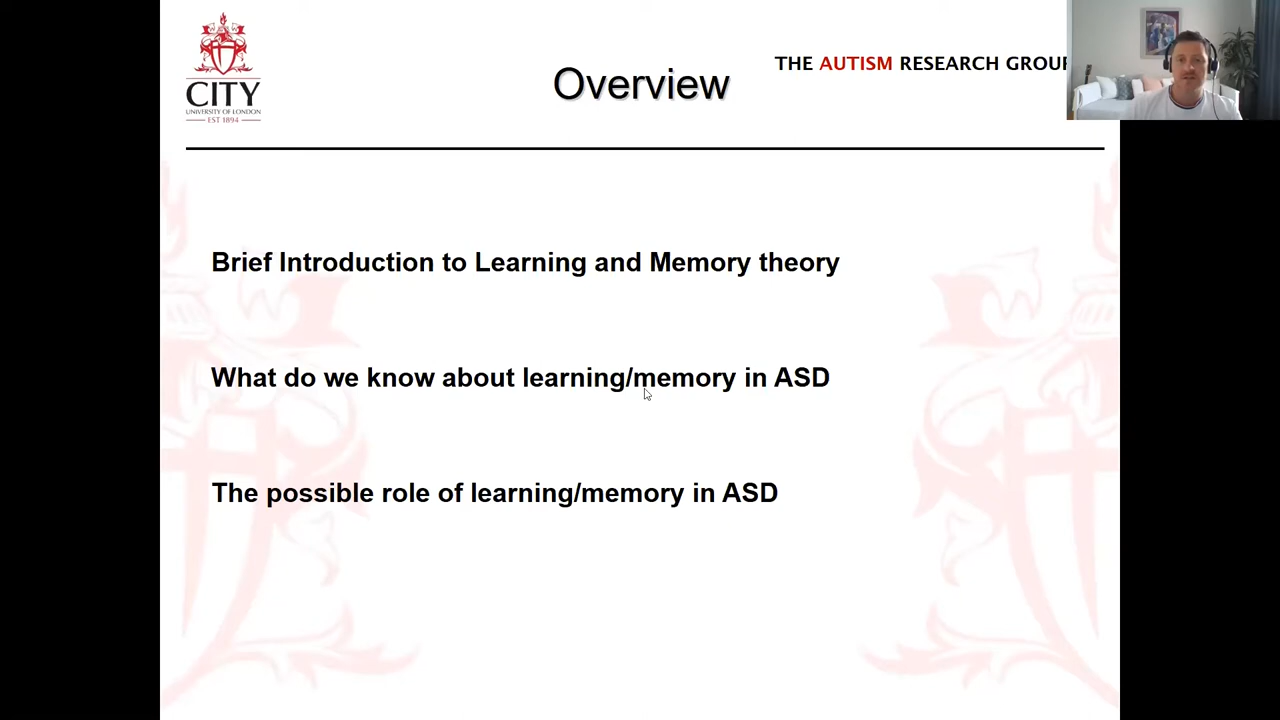 CITY
UNIVERSITY OF LONDON
EST 1894
Overview
THE AUTISM RESEARCH GROUP
Brief Introduction to Learning and Memory theory
What do we know about learning/memory in ASD
The possible role of learning/memory in ASD